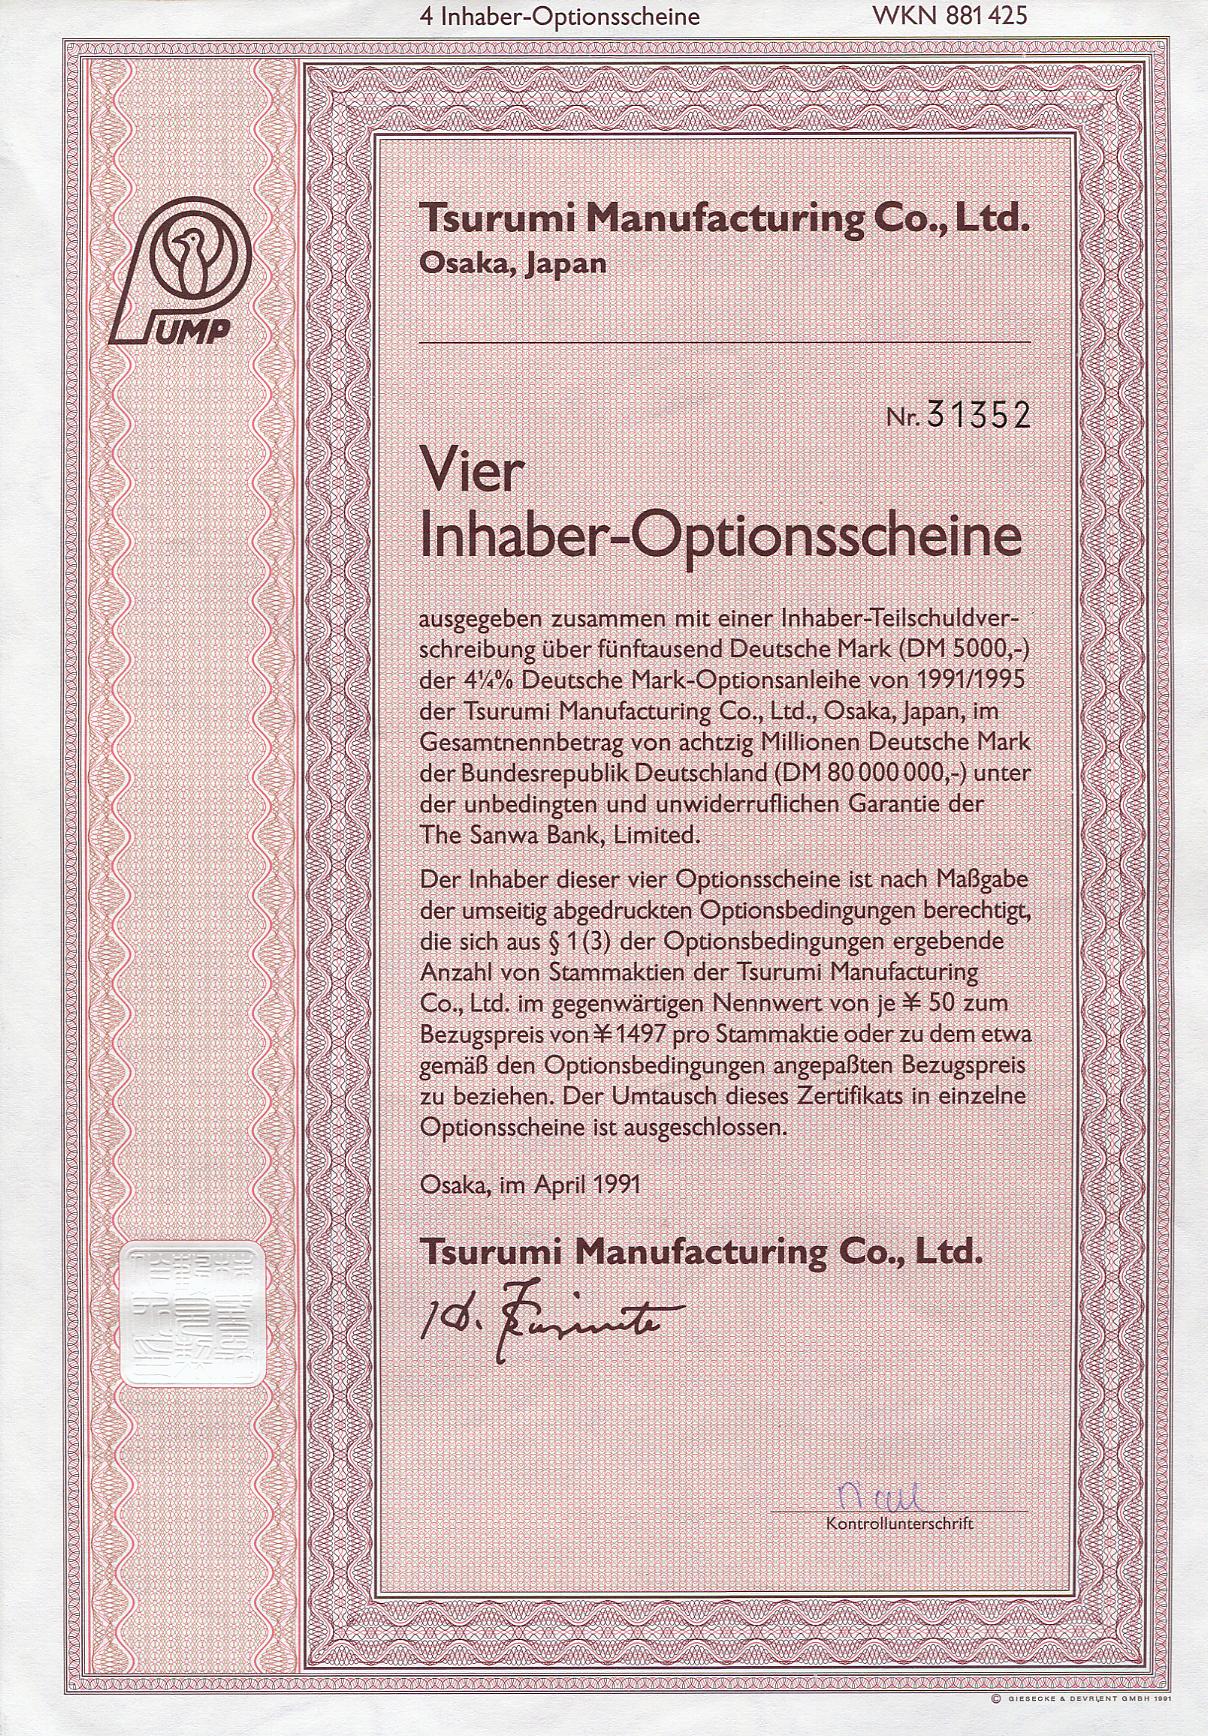 4 Inhaber-Optionsscheine WKN 881 425
PUMP
Tsurumi Manufacturing Co., Ltd.
Osaka, Japan
Nr. 31352
Vier
Inhaber-Optionsscheine
ausgegeben zusammen mit einer Inhaber-Teilschuldver-
schreibung über fünftausend Deutsche Mark (DM 5000,-)
der 4¼% Deutsche Mark-Optionsanleihe von 1991/1995
der Tsurumi Manufacturing Co., Ltd., Osaka, Japan, im
Gesamtnennbetrag von achtzig Millionen Deutsche Mark
der Bundesrepublik Deutschland (DM 80 000 000,-) unter
der unbedingten und unwiderruflichen Garantie der
The Sanwa Bank, Limited.
Der Inhaber dieser vier Optionsscheine ist nach Maßgabe
der umseitig abgedruckten Optionsbedingungen berechtigt,
die sich aus § 1 (3) der Optionsbedingungen ergebende
Anzahl von Stammaktien der Tsurumi Manufacturing
Co., Ltd. im gegenwärtigen Nennwert von je ¥ 50 zum
Bezugspreis von ¥ 1497 pro Stammaktie oder zu dem etwa
gemäß den Optionsbedingungen angepaßten Bezugspreis
zu beziehen. Der Umtausch dieses Zertifikats in einzelne
Optionsscheine ist ausgeschlossen.
Osaka, im April 1991
Tsurumi Manufacturing Co., Ltd.
Kontrollunterschrift
© GIESECKE & DEVRIENT GMBH 1991